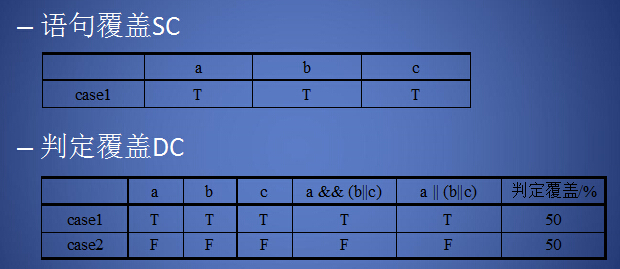 – 语句覆盖SC
a b c
case1 T T T
– 判定覆盖DC
a b c a && (b||c) a || (b||c) 判定覆盖/%
case1 T T T T T 50
case2 F F F F F 50